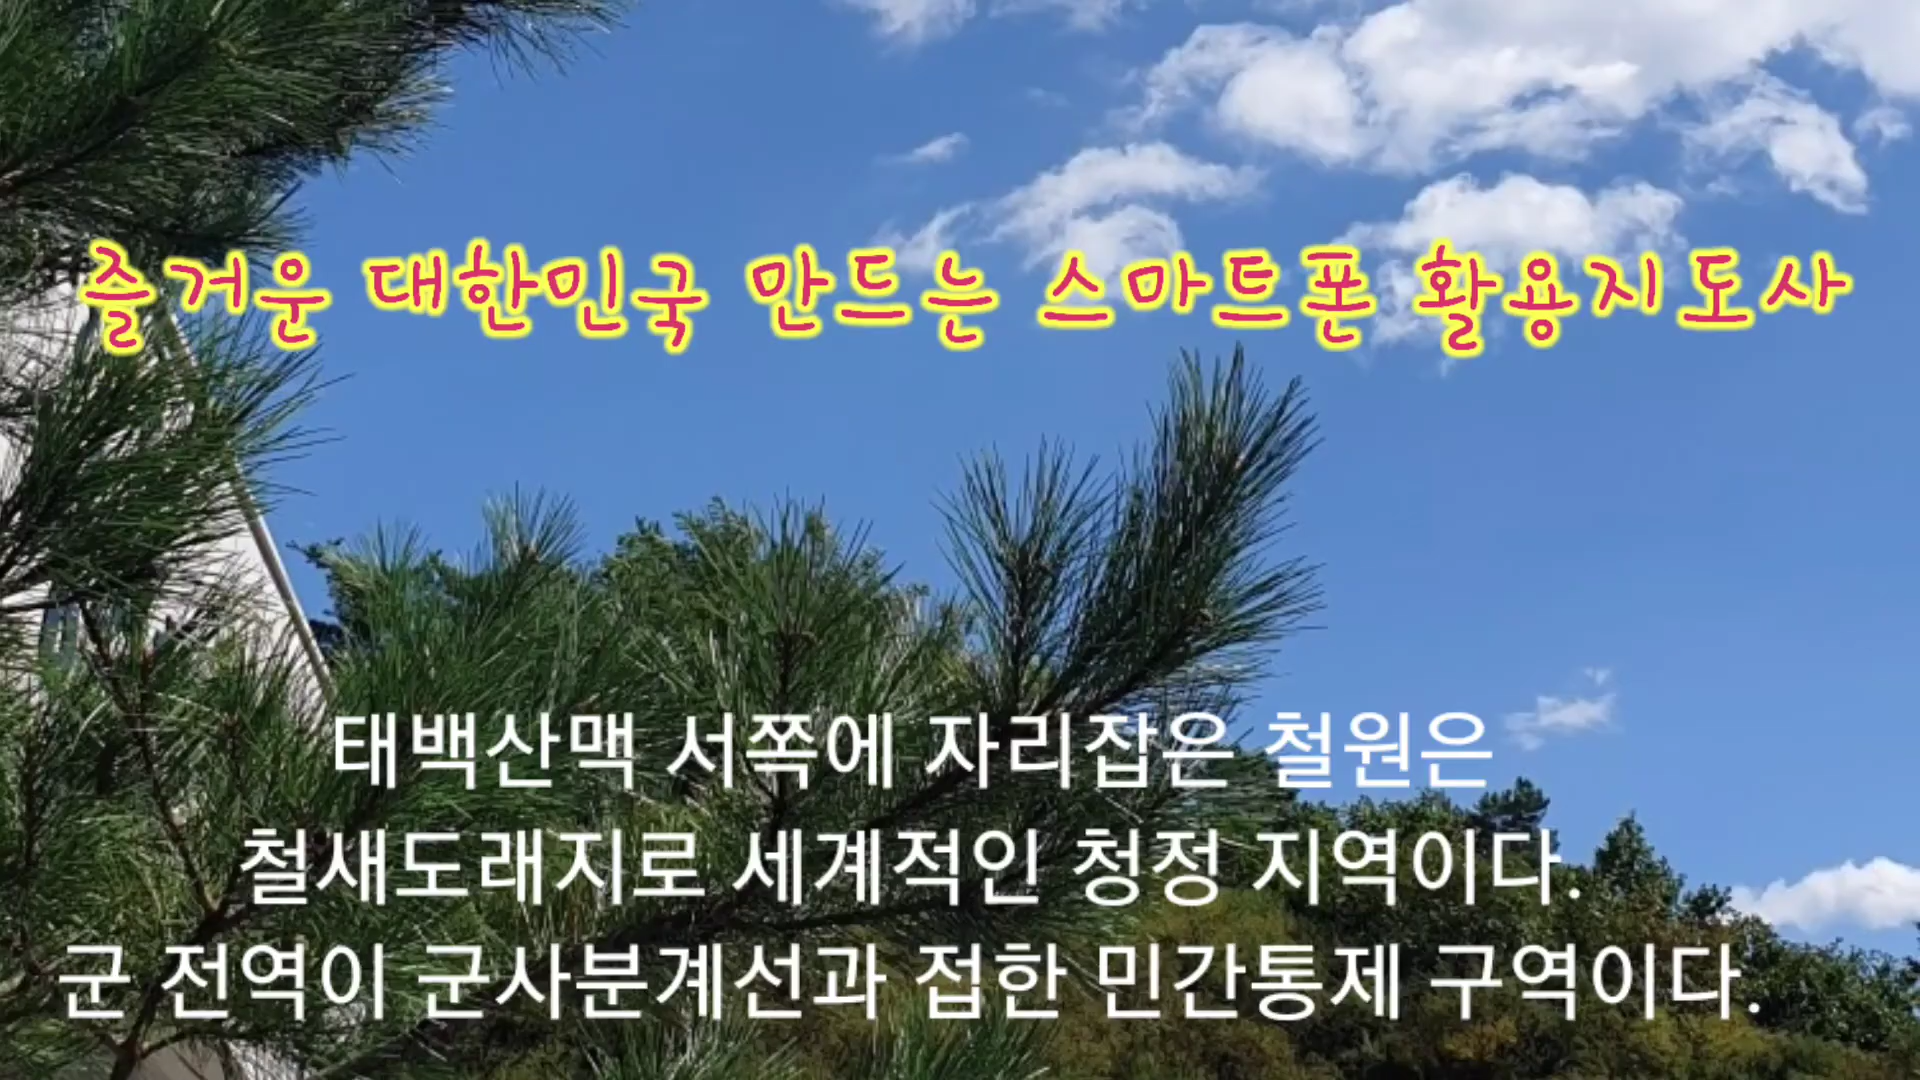 즐거운 대한민국 만드는 스마트폰 활용지도사
태백산맥 서쪽에 자리잡은 철원은
철새도래지로 세계적인 청정 지역이다.
군 전역이 군사분계선과 접한 민간통제 구역이다.